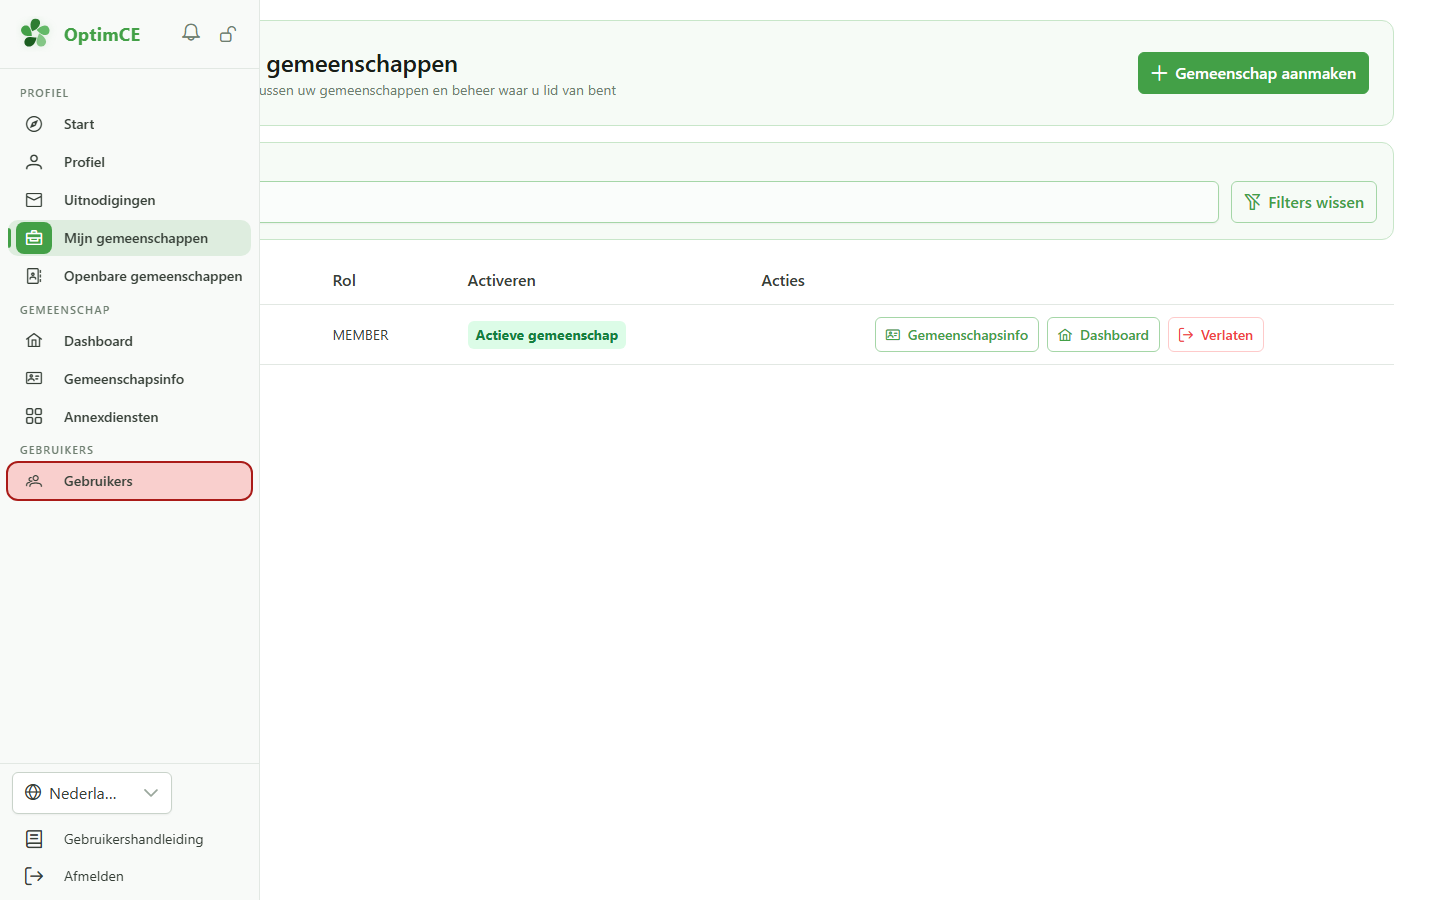 OptimCE
PROFIEL
Start
Profiel
Uitnodigingen
Mijn gemeenschappen
Openbare gemeenschappen
GEMEENSCHAP
Dashboard
Gemeenschapsinfo
Annexdiensten
GEBRUIKERS
Gebruikers
Nederla...
Gebruikershandleiding
Afmelden
gemeenschappen
ussen uw gemeenschappen en beheer waar u lid van bent
Gemeenschap aanmaken
Filters wissen
Rol Activeren Acties
MEMBER Actieve gemeenschap Gemeenschapsinfo Dashboard Verlaten